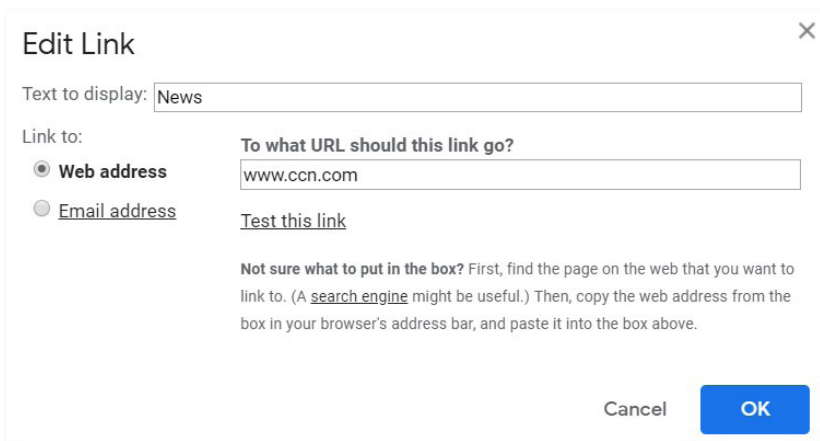 Edit Link
Text to display: News
Link to:
Web address
Email address
To what URL should this link go?
www.ccn.com
Test this link
Not sure what to put in the box? First, find the page on the web that you want to
link to. (A search engine might be useful.) Then, copy the web address from the
box in your browser's address bar, and paste it into the box above.
Cancel
OK